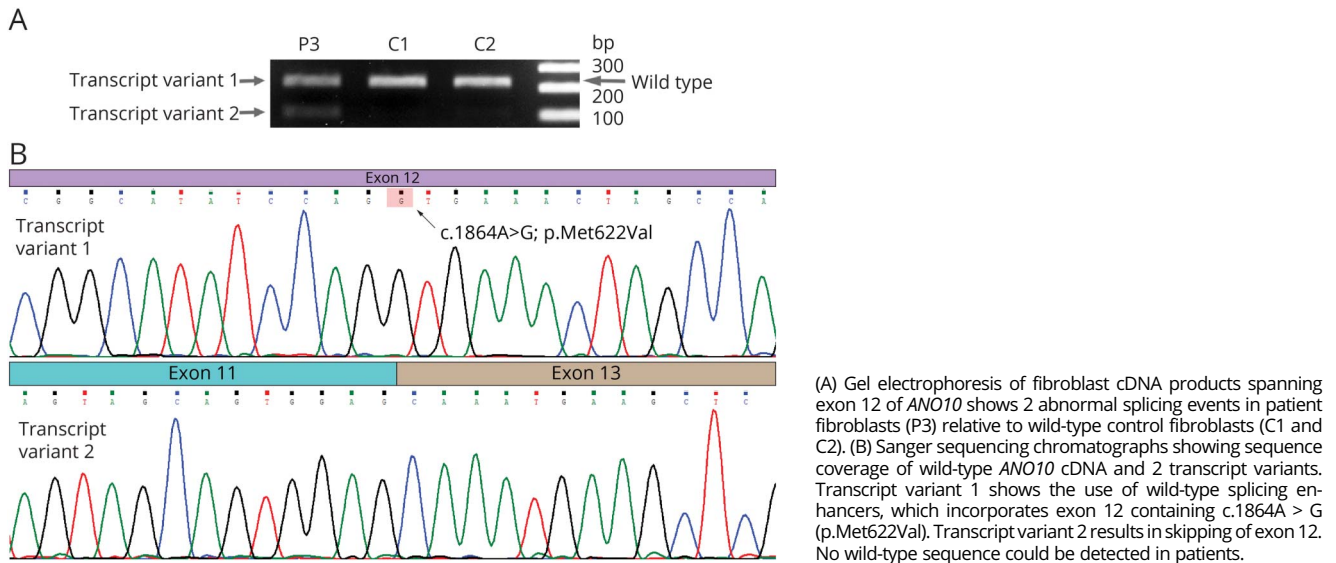 A
P3 C1 C2 bp
Transcript variant 1 300 Wild type
200
Transcript variant 2 100
B
Exon 12
C G G C A T A T C C A G G T G A A A C T A G C C A
Transcript
variant 1
c.1864A>G; p.Met622Val
Exon 11 Exon 13
A G T A G C A G T G G A G C A A A T G A A G C T C
Transcript
variant 2
(A) Gel electrophoresis of fibroblast cDNA products spanning
exon 12 of ANO10 shows 2 abnormal splicing events in patient
fibroblasts (P3) relative to wild-type control fibroblasts (C1 and
C2). (B) Sanger sequencing chromatographs showing sequence
coverage of wild-type ANO10 cDNA and 2 transcript variants.
Transcript variant 1 shows the use of wild-type splicing en-
hancers, which incorporates exon 12 containing c.1864A > G
(p.Met622Val). Transcript variant 2 results in skipping of exon 12.
No wild-type sequence could be detected in patients.